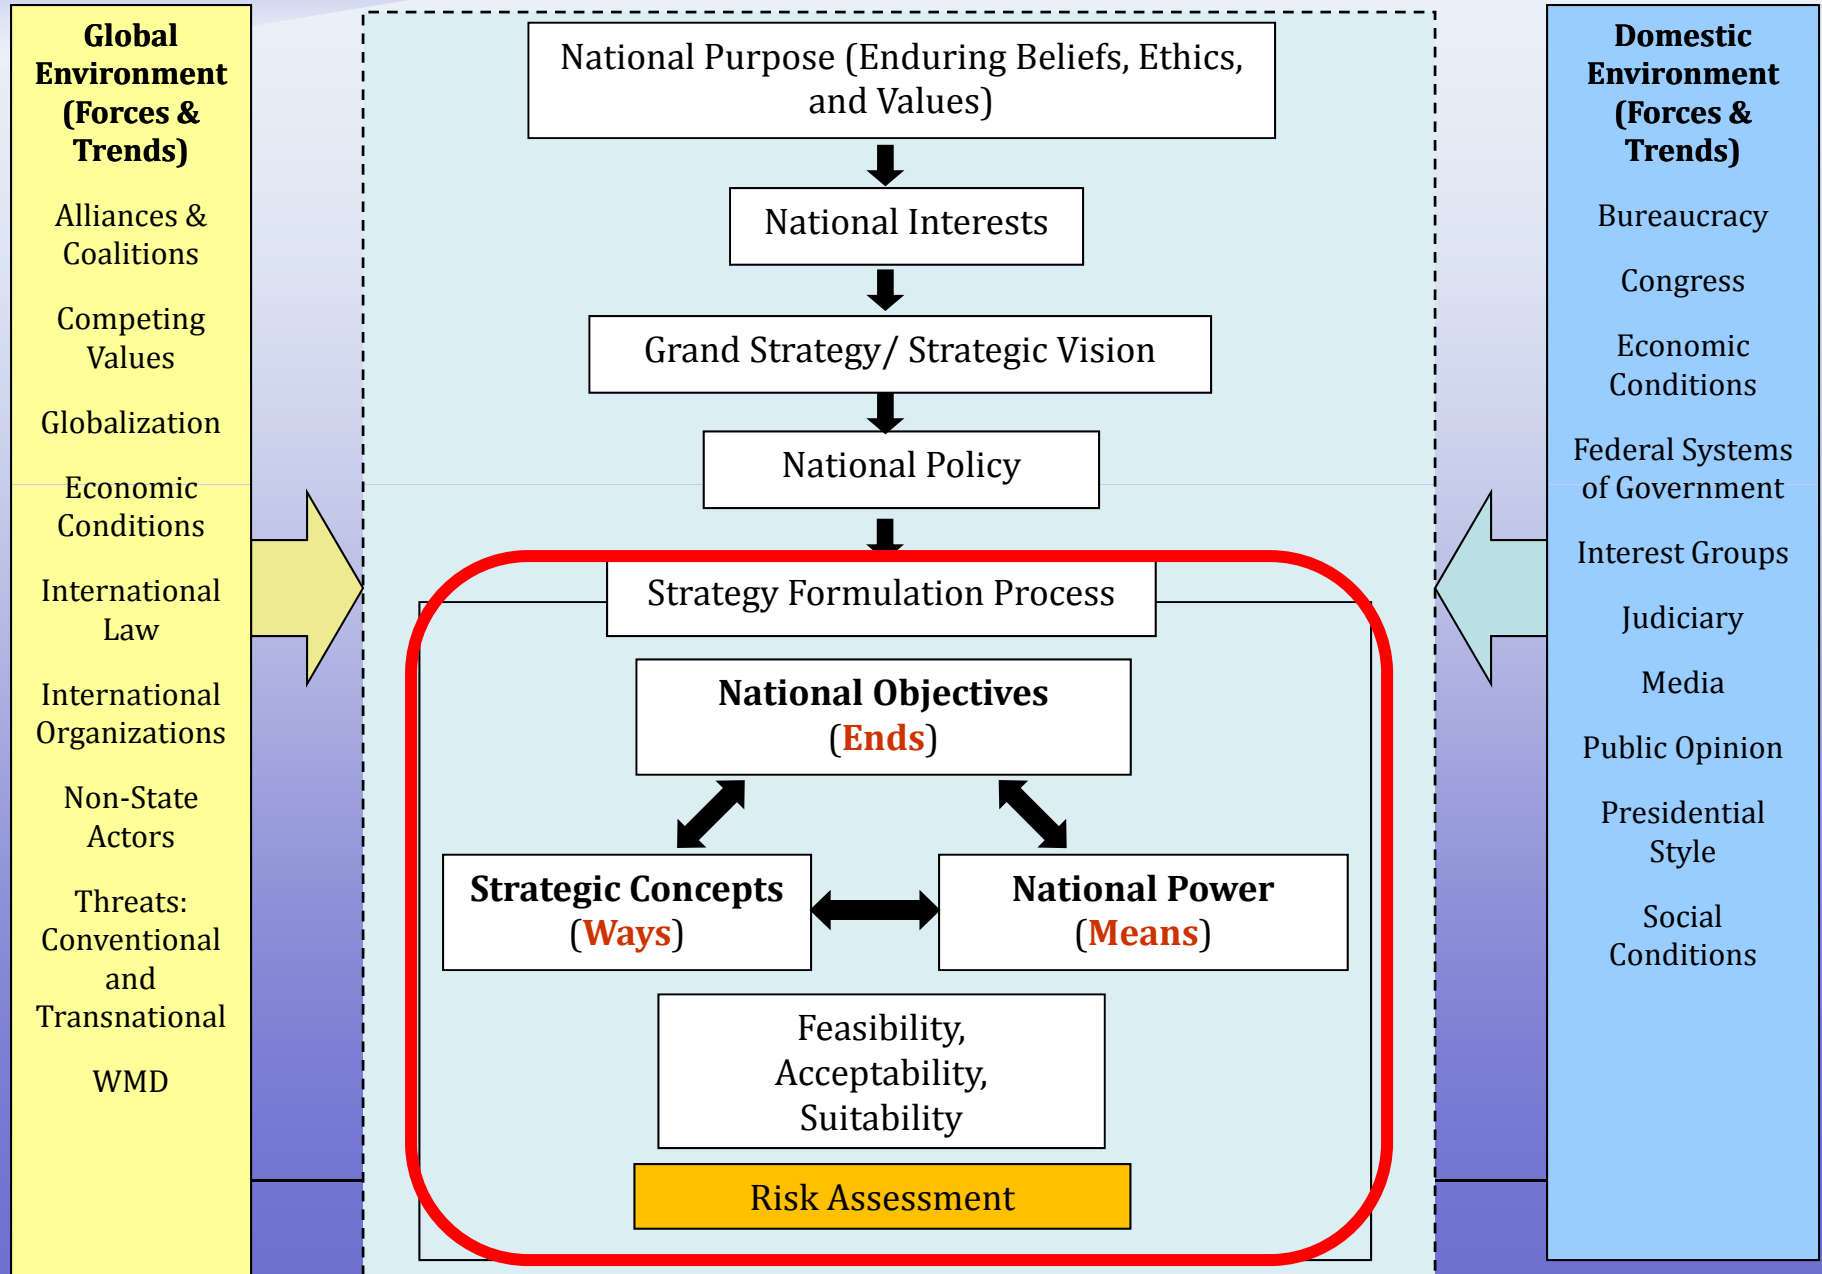 Global
Environment
(Forces &
Trends)
Alliances &
Coalitions
Competing
Values
Globalization
Economic
Conditions
International
Law
International
Organizations
Non-State
Actors
Threats:
Conventional
and
Transnational
WMD
National Purpose (Enduring Beliefs, Ethics,
and Values)
National Interests
Grand Strategy/ Strategic Vision
National Policy
Strategy Formulation Process
National Objectives
(Ends)
Strategic Concepts
(Ways)
National Power
(Means)
Feasibility,
Acceptability,
Suitability
Risk Assessment
Domestic
Environment
(Forces &
Trends)
Bureaucracy
Congress
Economic
Conditions
Federal Systems
of Government
Interest Groups
Judiciary
Media
Public Opinion
Presidential
Style
Social
Conditions